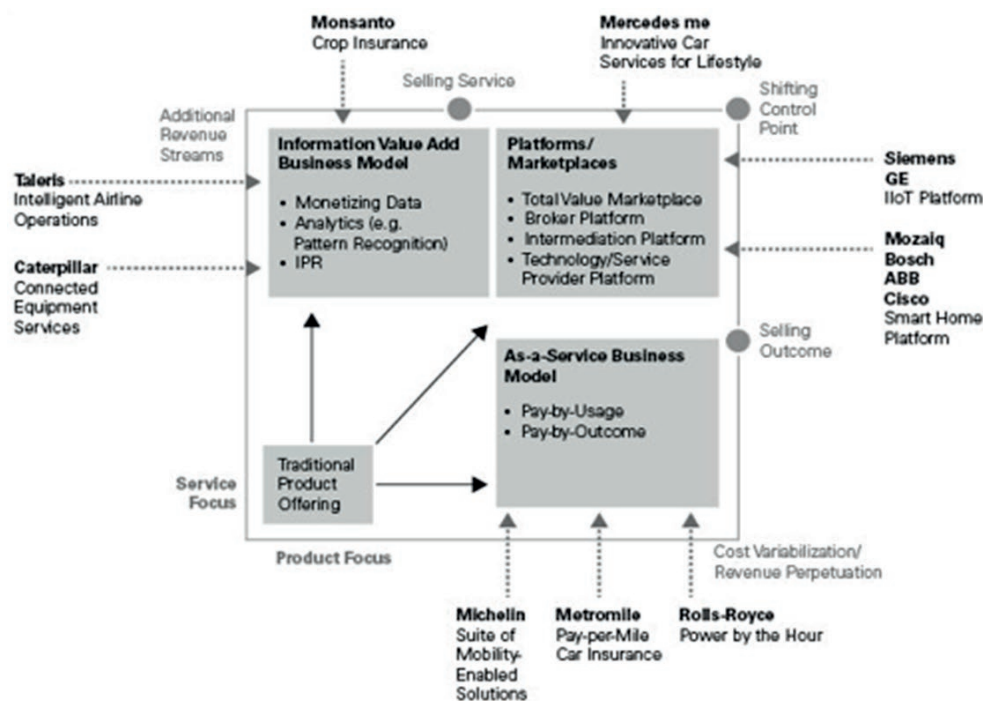 Monsanto
Crop Insurance
Mercedes me
Innovative Car
Services for Lifestyle
Selling Service
Shifting
Control
Point
Additional
Revenue
Streams
Information Value Add
Business Model
• Monetizing Data
• Analytics (e.g.
Pattern Recognition)
• IPR
Platforms/
Marketplaces
• Total Value Marketplace
• Broker Platform
• Intermediation Platform
• Technology/Service
Provider Platform
Taleris
Intelligent Airline
Operations
Caterpillar
Connected
Equipment
Services
Siemens
GE
IIoT Platform
Mozaiq
Bosch
ABB
Cisco
Smart Home
Platform
Selling
Outcome
As-a-Service Business
Model
• Pay-by-Usage
• Pay-by-Outcome
Traditional
Product
Offering
Service
Focus
Product Focus
Cost Variabilization/
Revenue Perpetuation
Michelin
Suite of
Mobility-
Enabled
Solutions
Metromile
Pay-per-Mile
Car Insurance
Rolls-Royce
Power by the Hour